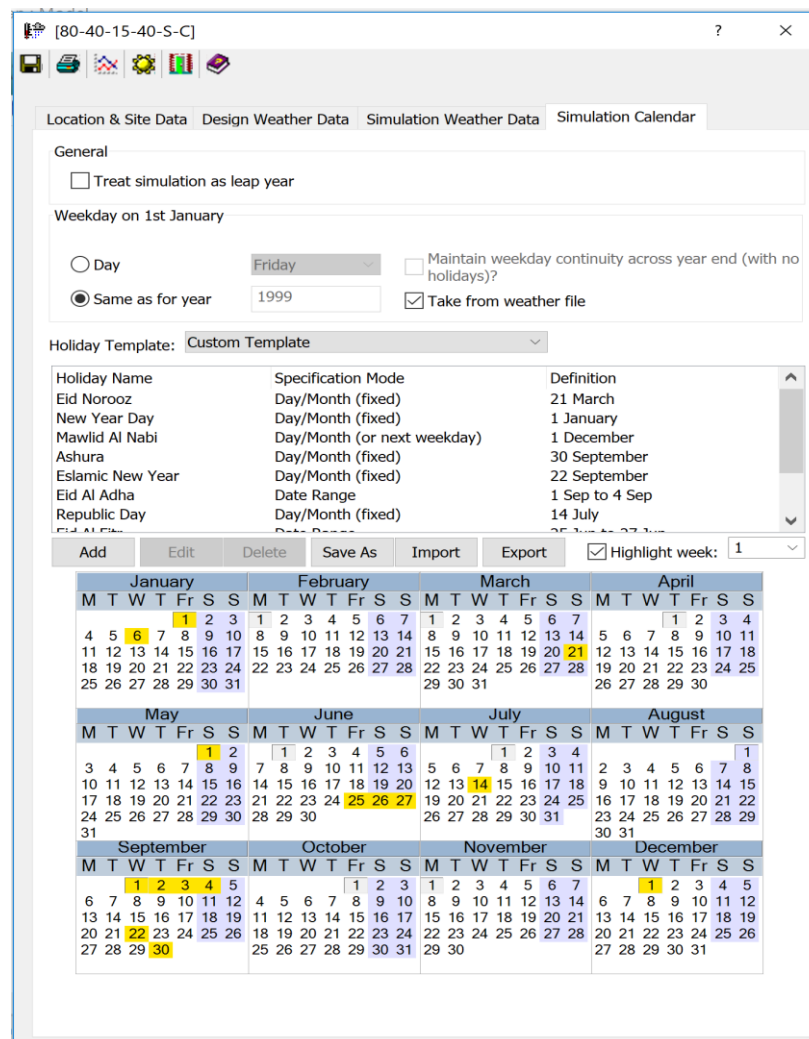 [80-40-15-40-S-C] ?
Location & Site Data Design Weather Data Simulation Weather Data Simulation Calendar
General
Treat simulation as leap year
Weekday on 1st January
Day Friday Maintain weekday continuity across year end (with no holidays)?
Same as for year 1999 Take from weather file
Holiday Template: Custom Template
Holiday Name Specification Mode Definition
Eid Norooz Day/Month (fixed) 21 March
New Year Day Day/Month (fixed) 1 January
Mawlid Al Nabi Day/Month (or next weekday) 1 December
Ashura Day/Month (fixed) 30 September
Eslamic New Year Day/Month (fixed) 22 September
Eid Al Adha Date Range 1 Sep to 4 Sep
Republic Day Day/Month (fixed) 14 July
Eid Al Fitr Date Range 25 Jun to 27 Jun
Add Edit Delete Save As Import Export Highlight week: 1
January February March April
M T W T Fr S S M T W T Fr S S M T W T Fr S S M T W T Fr S S
1 2 3 1 2 3 4 5 6 7 1 2 3 4 5 6 7 1 2 3 4
4 5 6 7 8 9 10 8 9 10 11 12 13 14 8 9 10 11 12 13 14 5 6 7 8 9 10 11
11 12 13 14 15 16 17 15 16 17 18 19 20 21 15 16 17 18 19 20 21 12 13 14 15 16 17 18
18 19 20 21 22 23 24 22 23 24 25 26 27 28 22 23 24 25 26 27 28 19 20 21 22 23 24 25
25 26 27 28 29 30 31 29 30 31 26 27 28 29 30
May June July August
M T W T Fr S S M T W T Fr S S M T W T Fr S S M T W T Fr S S
1 2 1 2 3 4 5 6 1 2 3 4 1
3 4 5 6 7 8 9 7 8 9 10 11 12 13 5 6 7 8 9 10 11 2 3 4 5 6 7 8
10 11 12 13 14 15 16 14 15 16 17 18 19 20 12 13 14 15 16 17 18 9 10 11 12 13 14 15
17 18 19 20 21 22 23 21 22 23 24 25 26 27 19 20 21 22 23 24 25 16 17 18 19 20 21 22
24 25 26 27 28 29 30 28 29 30 26 27 28 29 30 31 23 24 25 26 27 28 29
31 30 31
September October November December
M T W T Fr S S M T W T Fr S S M T W T Fr S S M T W T Fr S S
1 2 3 4 5 1 2 3 1 2 3 4 5 6 7 1 2 3 4 5
6 7 8 9 10 11 12 4 5 6 7 8 9 10 8 9 10 11 12 13 14 6 7 8 9 10 11 12
13 14 15 16 17 18 19 11 12 13 14 15 16 17 15 16 17 18 19 20 21 13 14 15 16 17 18 19
20 21 22 23 24 25 26 18 19 20 21 22 23 24 22 23 24 25 26 27 28 20 21 22 23 24 25 26
27 28 29 30 25 26 27 28 29 30 31 29 30 27 28 29 30 31